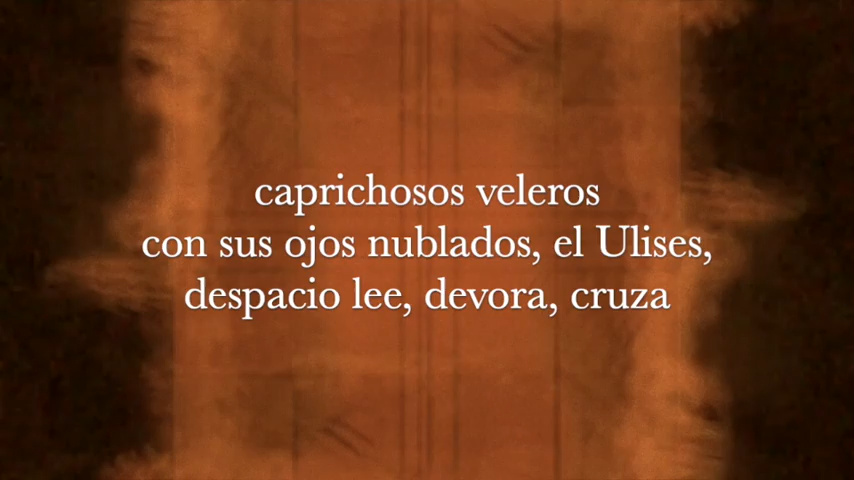 caprichosos veleros
con sus ojos nublados, el Ulises,
despacio lee, devora, cruza